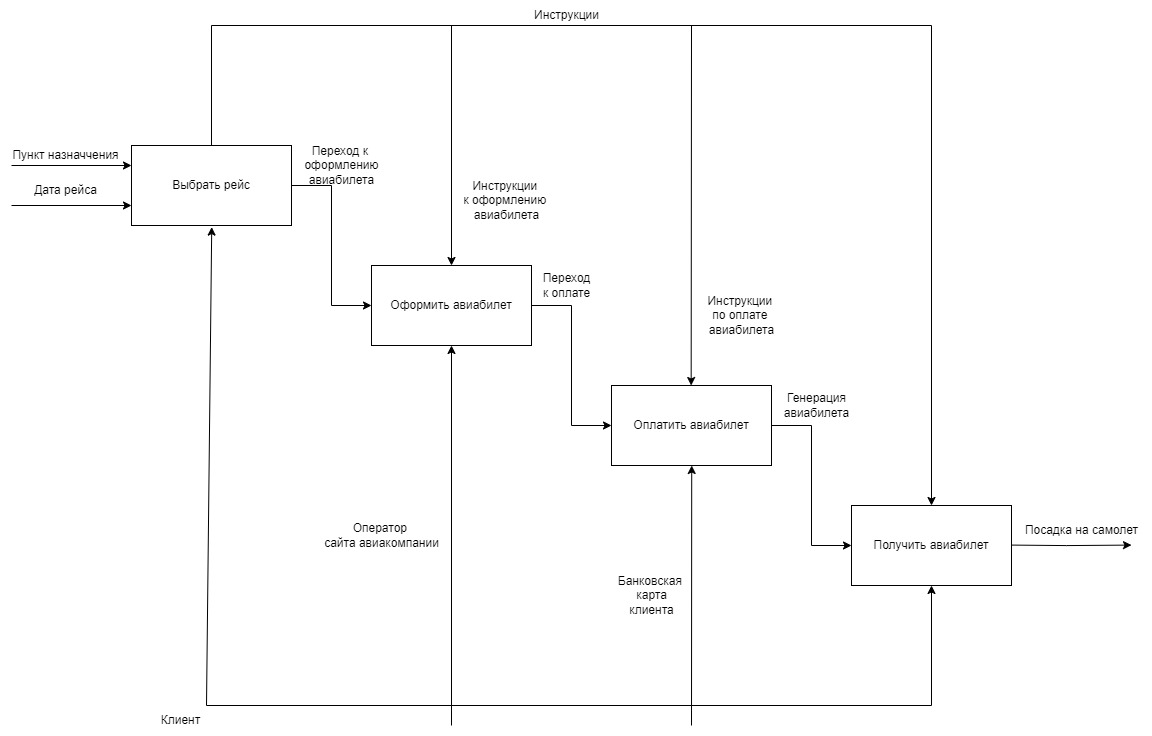 Инструкции
Пункт назначчения
Дата рейса
Выбрать рейс
Переход к
оформлению
авиабилета
Инструкции
к оформлению
авиабилета
Оформить авиабилет
Переход
к оплате
Инструкции
по оплате
авиабилета
Оплатить авиабилет
Генерация
авиабилета
Оператор
сайта авиакомпании
Получить авиабилет
Посадка на самолет
Банковская
карта
клиента
Клиент